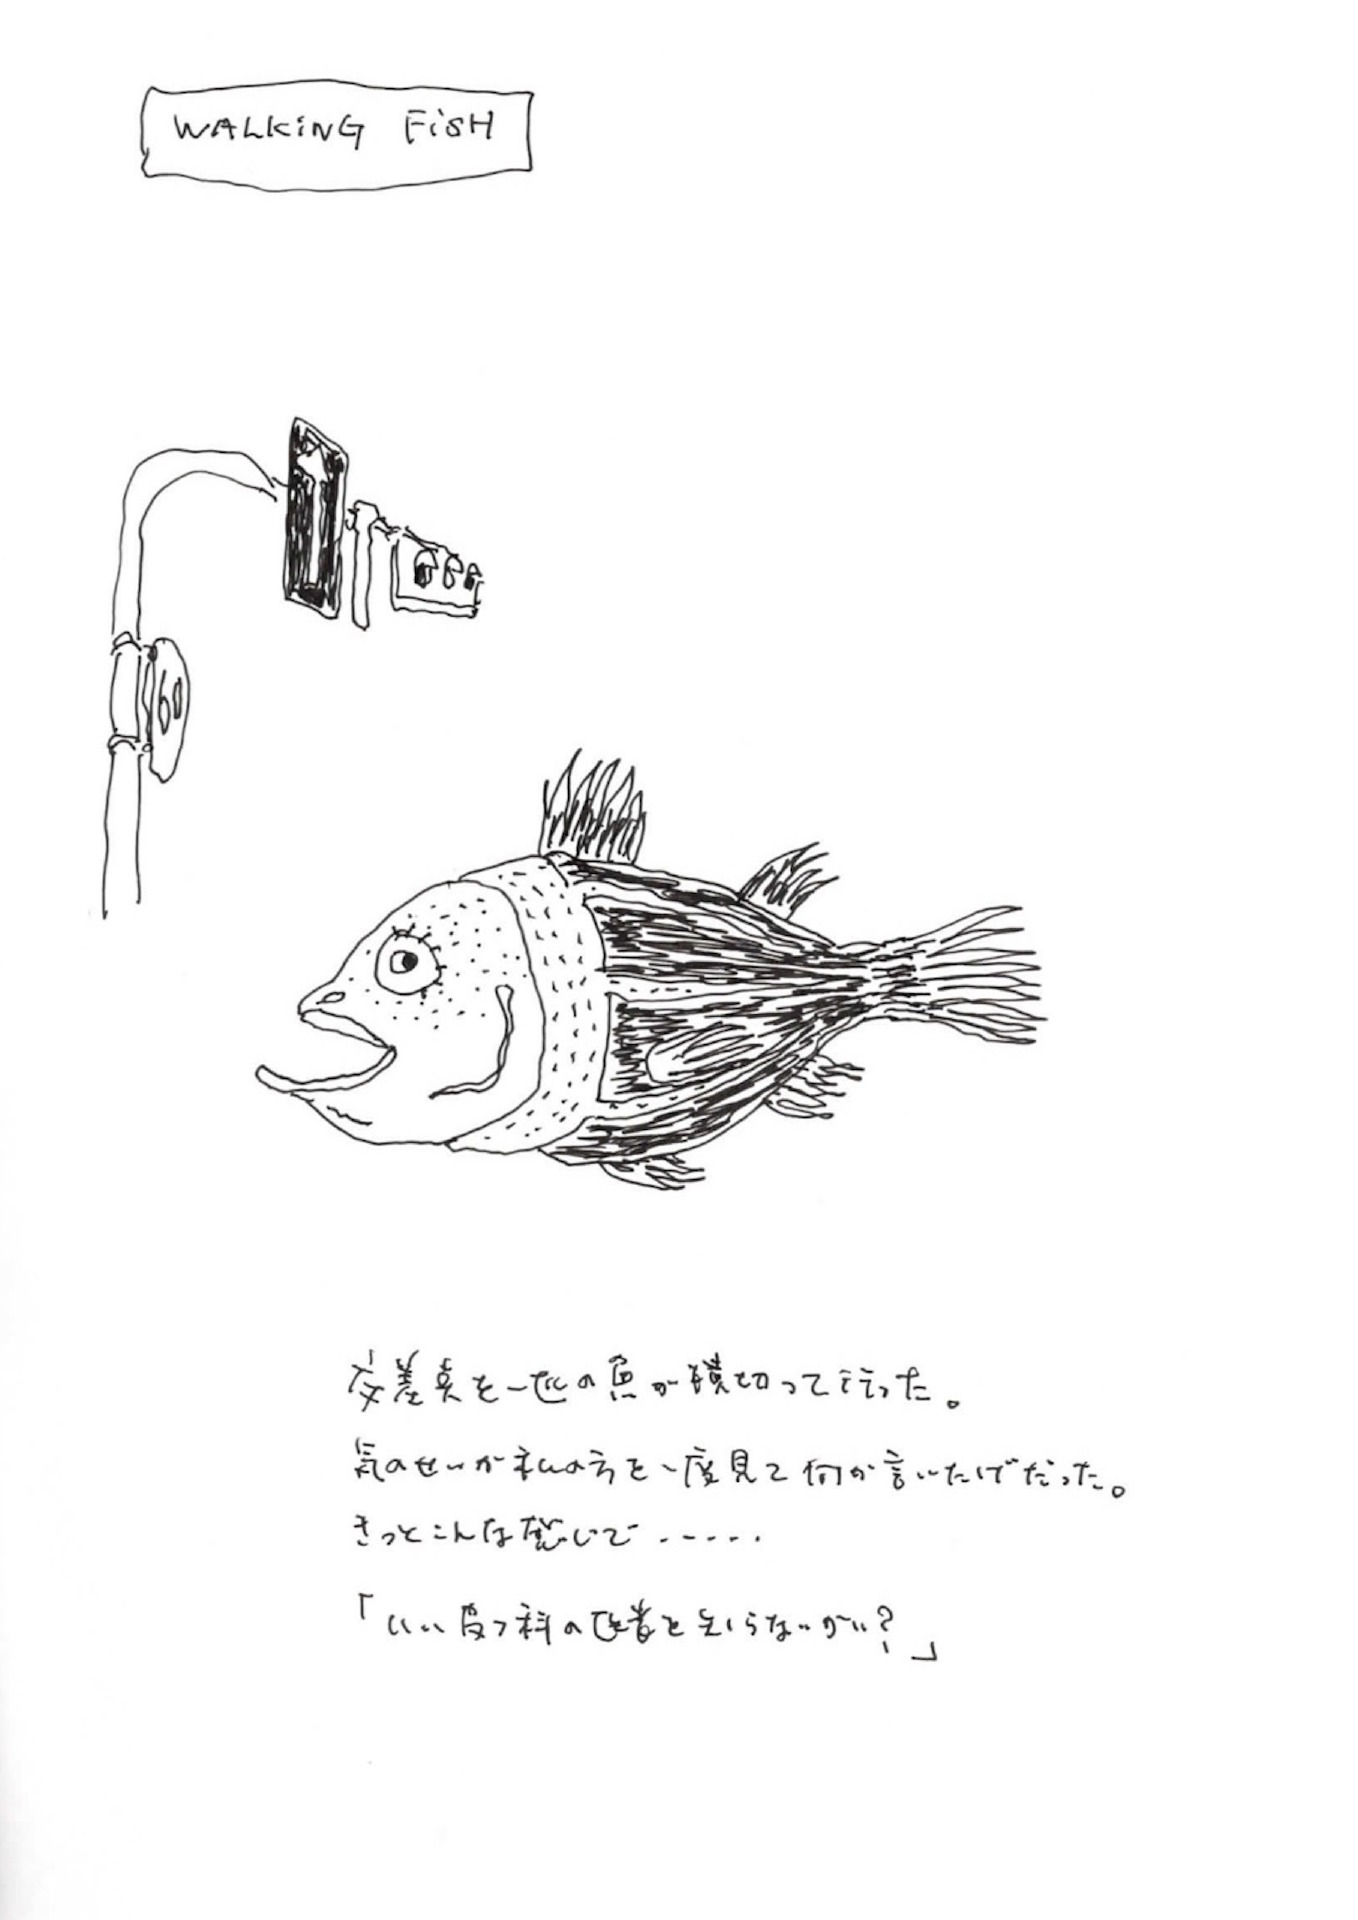 WALKING FISH
60
交差点を一匹の魚が横切って行った。
気のせいか私の方を一度見て何か言いたげだった。
きっとこんな感じで‥‥‥
「いい皮フ科の医者を知らないかい?」